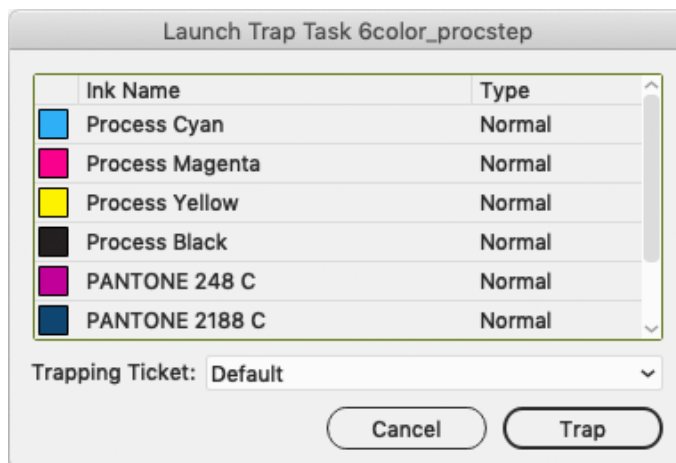 Launch Trap Task 6color_procstep
Ink Name Type
Process Cyan Normal
Process Magenta Normal
Process Yellow Normal
Process Black Normal
PANTONE 248 C Normal
PANTONE 2188 C Normal
Trapping Ticket: Default
Cancel Trap